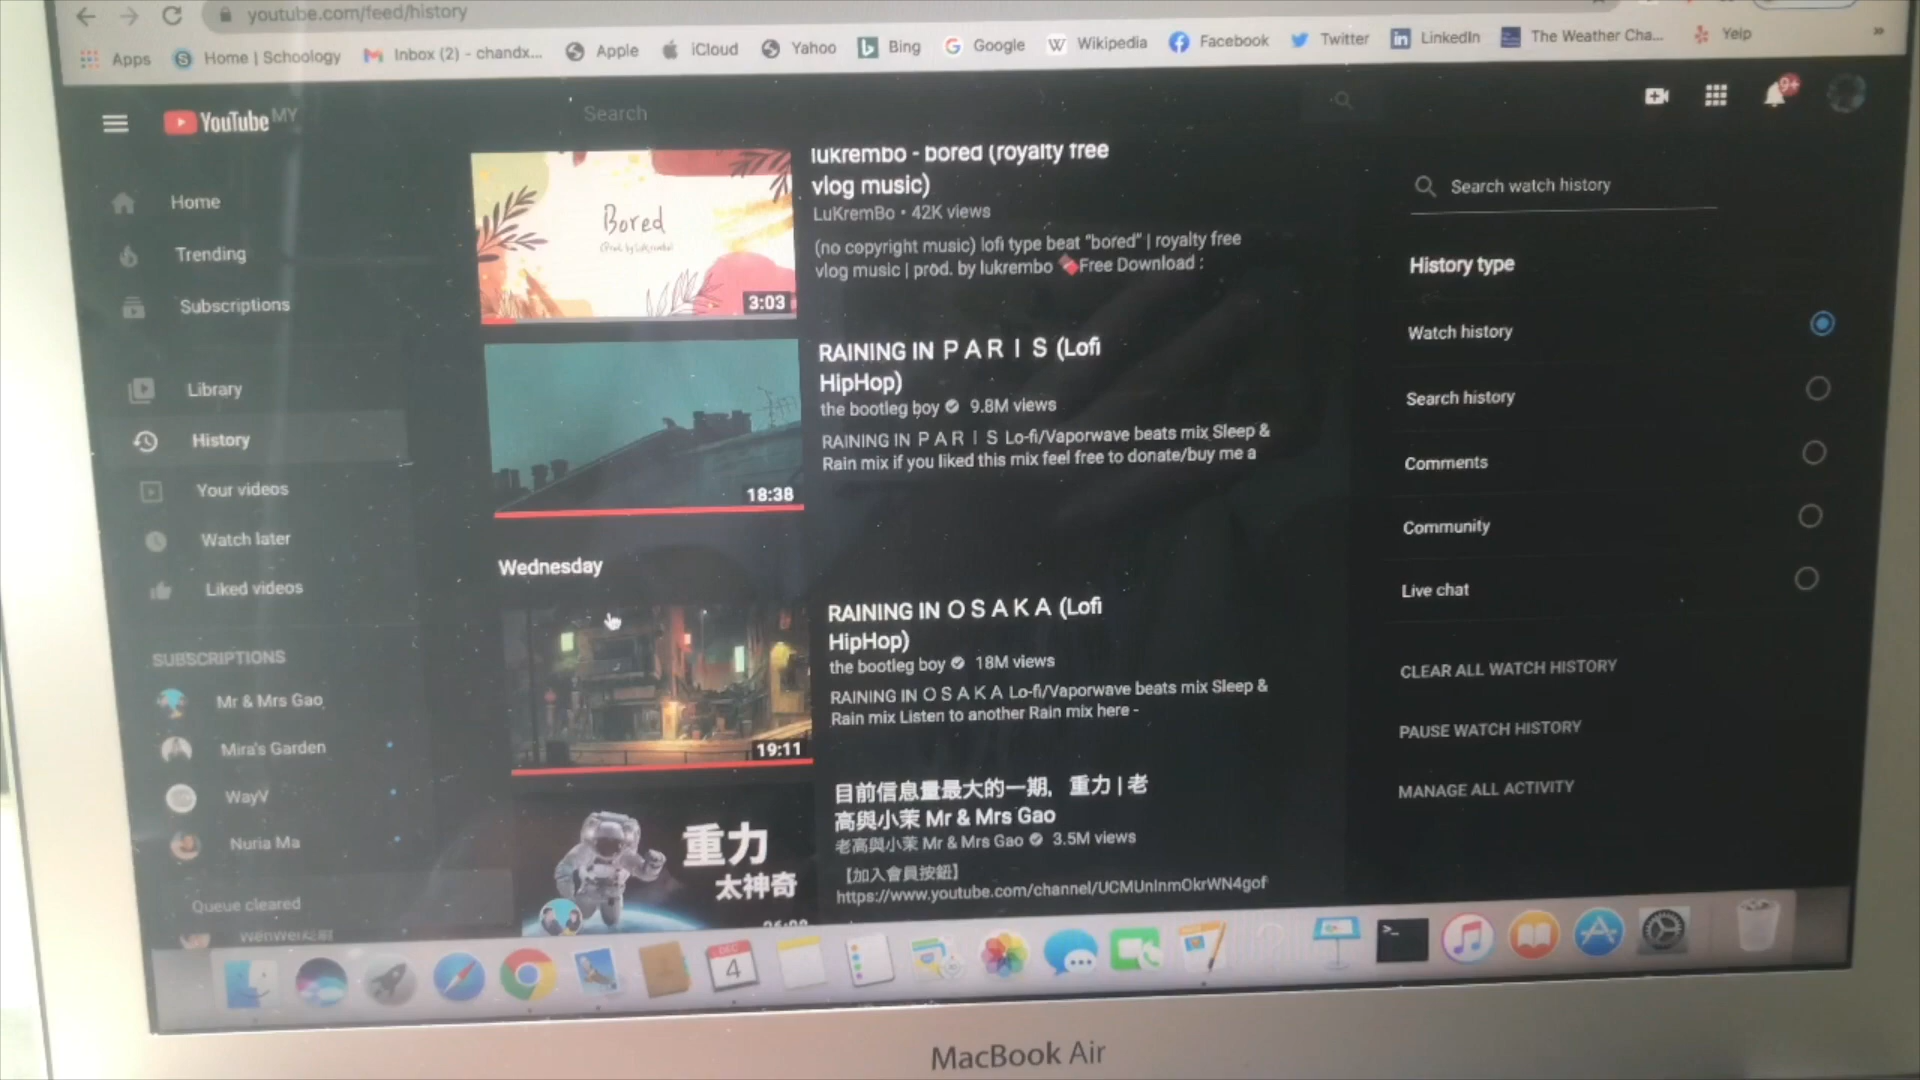 youtube.com/feed/history
Apps
Home | Schoology
Inbox (2) - chandx...
Apple
iCloud
Yahoo
Bing
Google
Wikipedia
Facebook
Twitter
LinkedIn
The Weather Cha...
Yelp
»
YouTube MY
Search
9+
Home
Trending
Subscriptions
Library
History
Your videos
Watch later
Liked videos
SUBSCRIPTIONS
Mr & Mrs Gao
Mira's Garden
WayV
Nuria Ma
Queue cleared
Bored
3:03
lukrembo - bored (royalty free
vlog music)
LuKremBo • 42K views
(no copyright music) lofi type beat “bored” | royalty free
vlog music | prod. by lukrembo Free Download :
18:38
RAINING IN P A R I S (Lofi
HipHop)
the bootleg boy 9.8M views
RAINING IN P A R I S Lo-fi/Vaporwave beats mix Sleep &
Rain mix if you liked this mix feel free to donate/buy me a
Wednesday
19:11
RAINING IN O S A K A (Lofi
HipHop)
the bootleg boy 18M views
RAINING IN O S A K A Lo-fi/Vaporwave beats mix Sleep &
Rain mix Listen to another Rain mix here -
重力
太神奇
目前信息量最大的一期，重力 | 老
高與小茉 Mr & Mrs Gao
老高與小茉 Mr & Mrs Gao 3.5M views
【加入會員按鈕】
https://www.youtube.com/channel/UCMUnInmOkrWN4gof
Search watch history
History type
Watch history
Search history
Comments
Community
Live chat
CLEAR ALL WATCH HISTORY
PAUSE WATCH HISTORY
MANAGE ALL ACTIVITY
DEC
4
MacBook Air